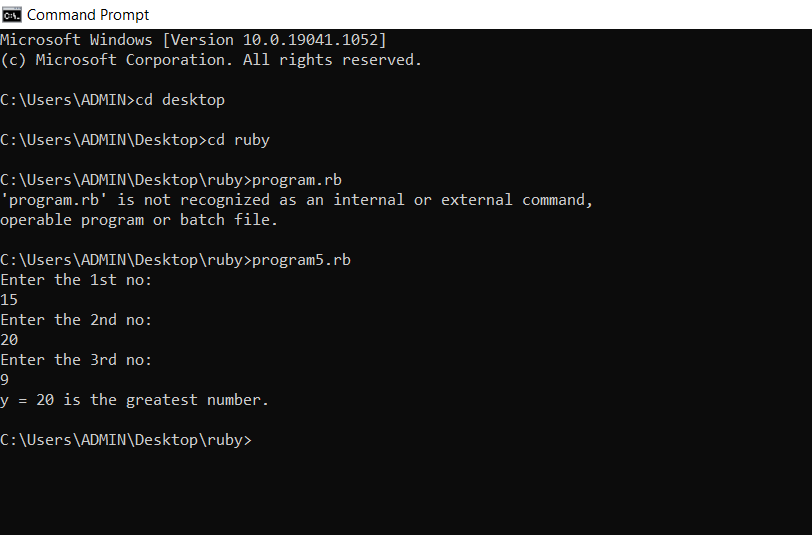 Command Prompt
Microsoft Windows [Version 10.0.19041.1052]
(c) Microsoft Corporation. All rights reserved.
C:\Users\ADMIN>cd desktop
C:\Users\ADMIN\Desktop>cd ruby
C:\Users\ADMIN\Desktop\ruby>program.rb
'program.rb' is not recognized as an internal or external command,
operable program or batch file.
C:\Users\ADMIN\Desktop\ruby>program5.rb
Enter the 1st no:
15
Enter the 2nd no:
20
Enter the 3rd no:
9
y = 20 is the greatest number.
C:\Users\ADMIN\Desktop\ruby>